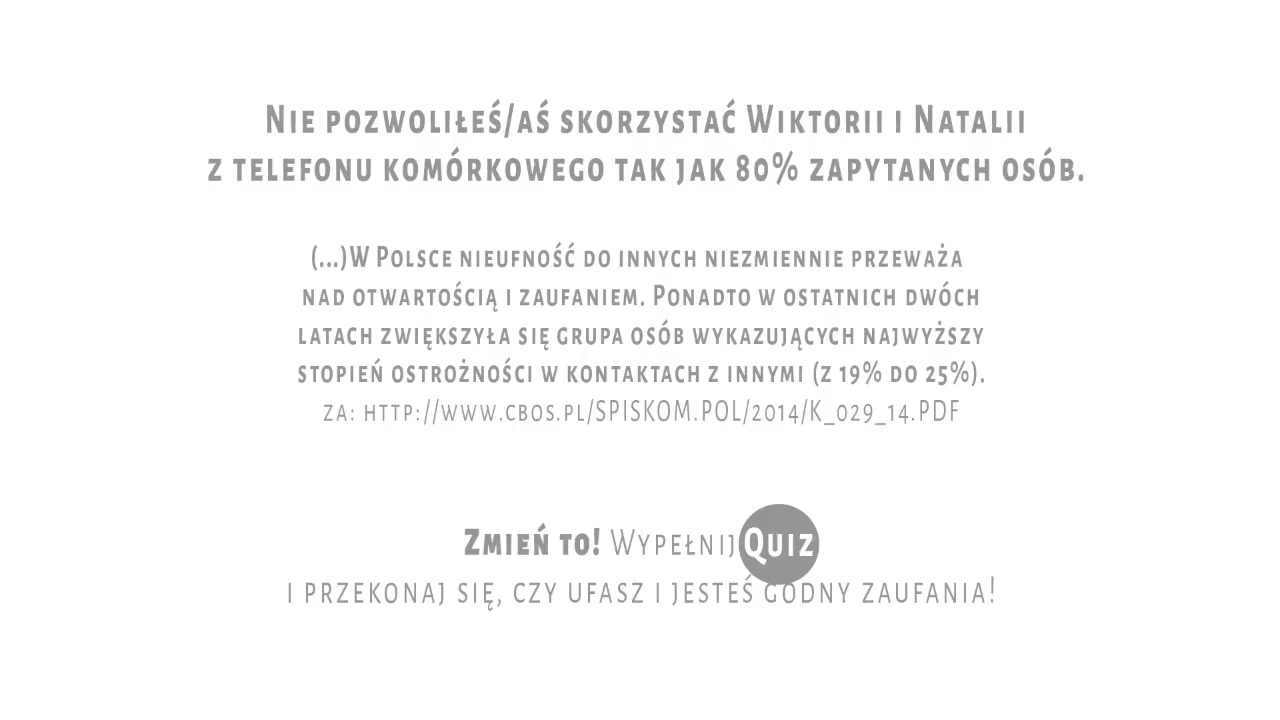 Nie pozwoliłeś/aś skorzystać Wiktorii i Natalii
z telefonu komórkowego tak jak 80% zapytanych osób.
(...)W Polsce nieufność do innych niezmiennie przeważa
nad otwartością i zaufaniem. Ponadto w ostatnich dwóch
latach zwiększyła się grupa osób wykazujących najwyższy
stopień ostrożności w kontaktach z innymi (z 19% do 25%).
za: http://www.cbos.pl/SPISKOM.POL/2014/K_029_14.PDF
Zmień to! Wypełnij Quiz
i przekonaj się, czy ufasz i jesteś godny zaufania!